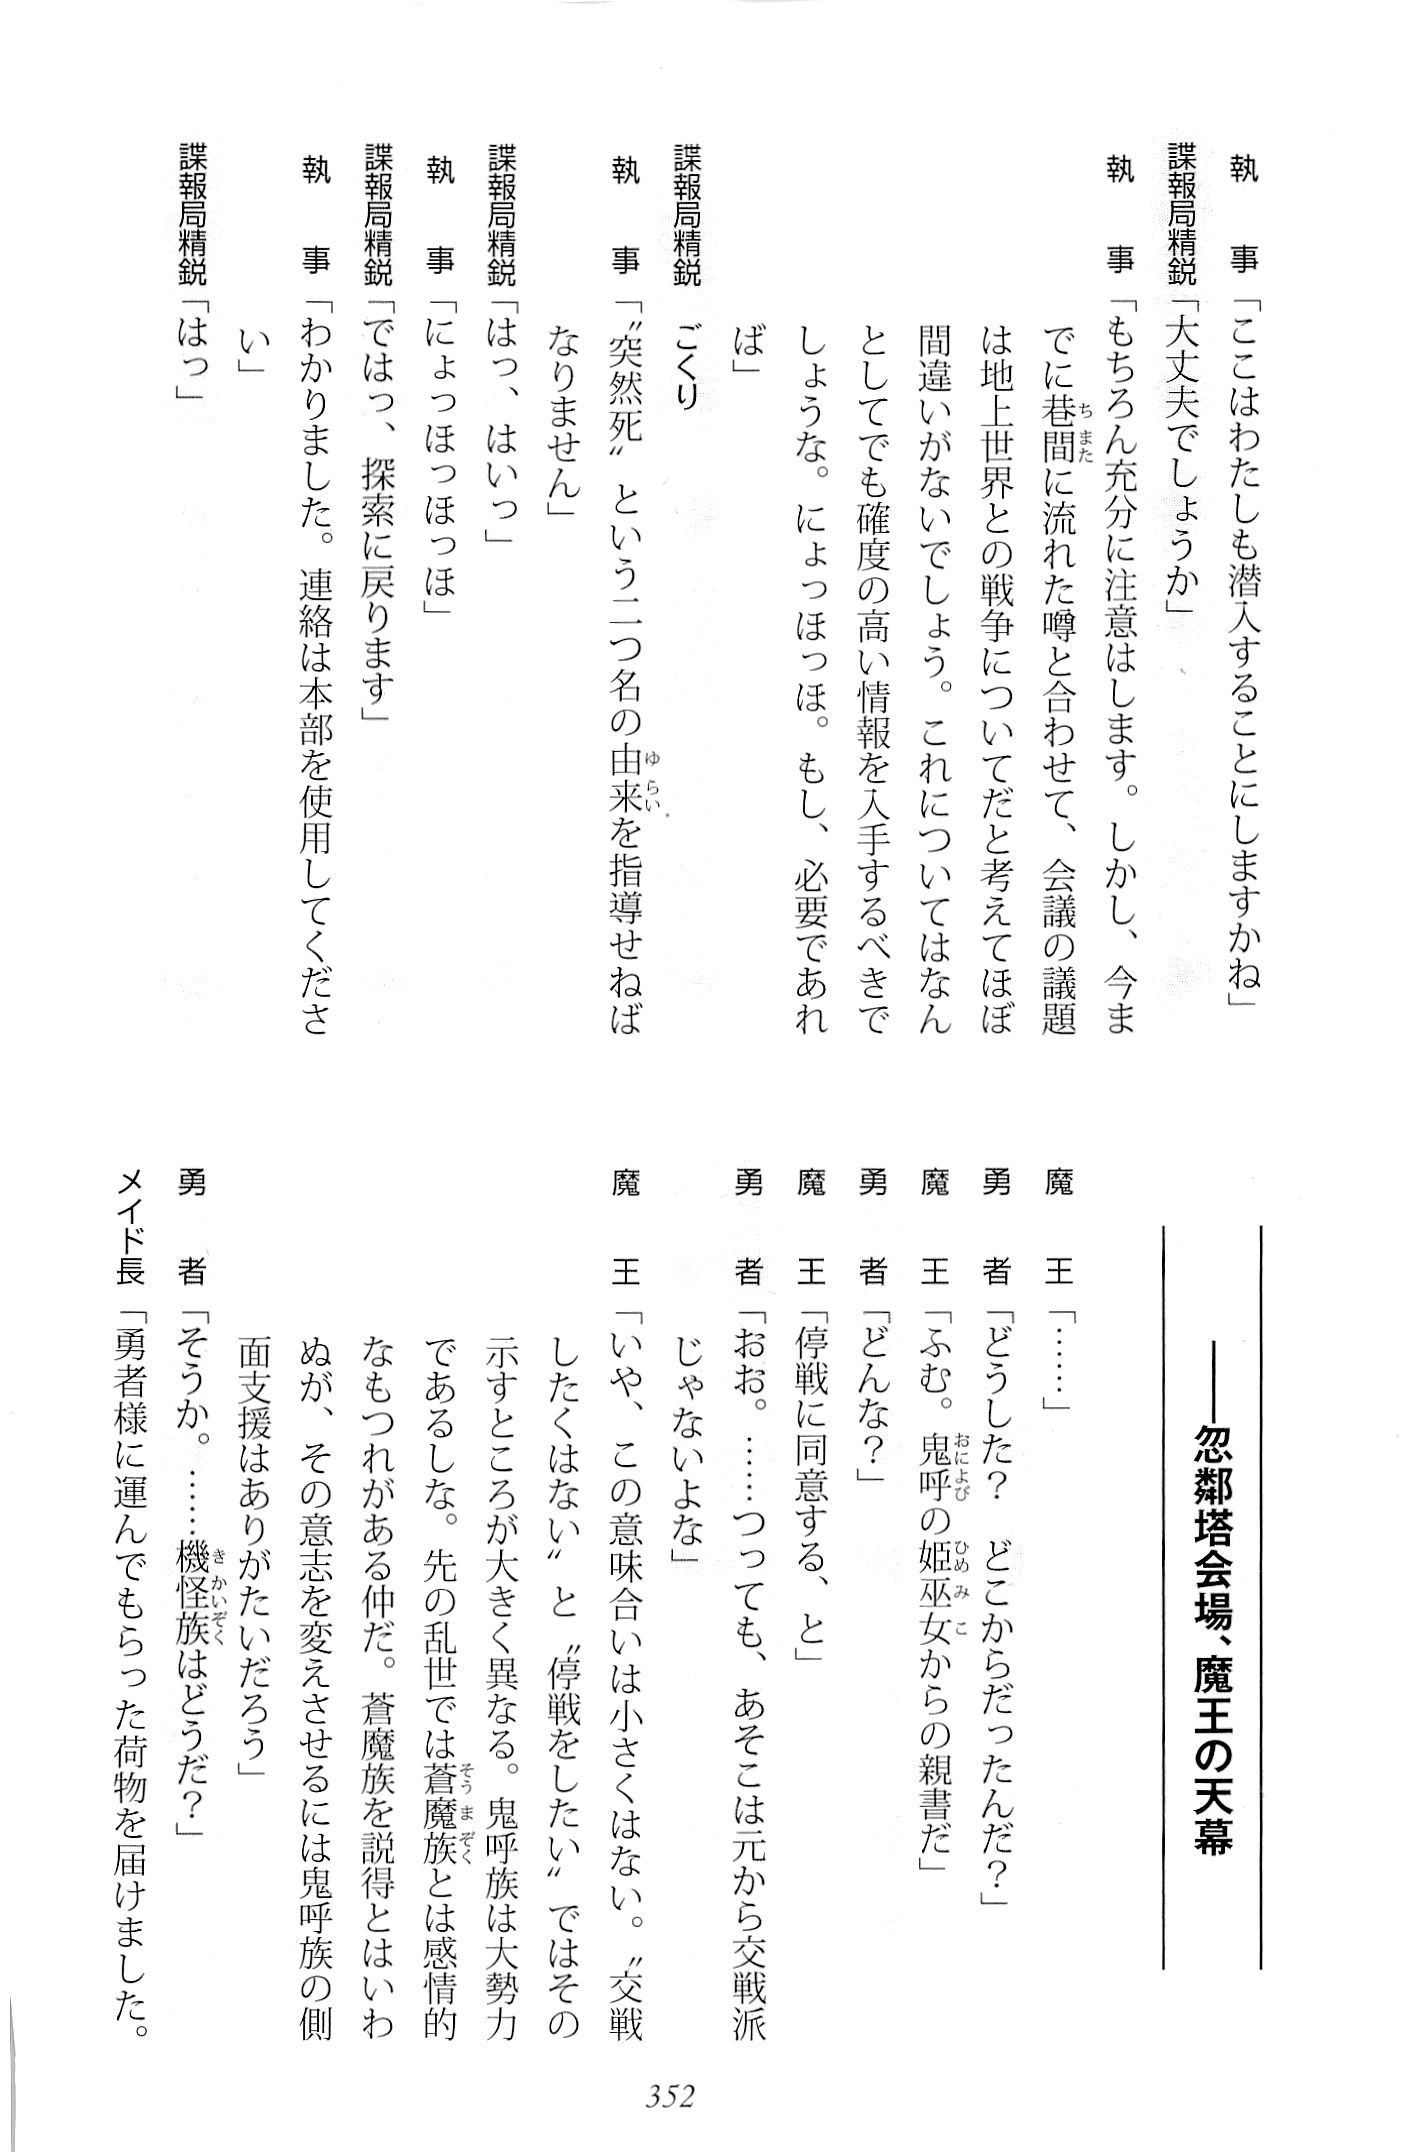 執事「ここはわたしも潜入することにしますかね」
諜報局精鋭「大丈夫でしょうか」
執事「もちろん充分に注意はします。しかし、今ま
でに巷間に流れた噂と合わせて、会議の議題
は地上世界との戦争についてだと考えてほぼ
間違いがないでしょう。これについてはなん
としてでも確度の高い情報を入手するべきで
しょうな。にょっほっほ。もし、必要であれ
ば」
諜報局精鋭　ごくり
執事「〝突然死〟という二つ名の由来を指導せねば
なりません」
諜報局精鋭「はっ、はいっ」
執事「にょっほっほっほ」
諜報局精鋭「ではっ、探索に戻ります」
執事「わかりました。連絡は本部を使用してくださ
い」
諜報局精鋭「はっ」
――忽鄰塔会場、魔王の天幕
魔王「……」
勇者「どうした？　どこからだったんだ？」
魔王「ふむ。鬼呼の姫巫女からの親書だ」
勇者「どんな？」
魔王「停戦に同意する、と」
勇者「おお。……つっても、あそこは元から交戦派
じゃないよな」
魔王「いや、この意味合いは小さくはない。〝交戦
したくはない〟と〝停戦をしたい〟ではその
示すところが大きく異なる。鬼呼族は大勢力
であるしな。先の乱世では蒼魔族とは感情的
なもつれがある仲だ。蒼魔族を説得とはいわ
ぬが、その意志を変えさせるには鬼呼族の側
面支援はありがたいだろう」
勇者「そうか。……機怪族はどうだ？」
メイド長「勇者様に運んでもらった荷物を届けました。
352